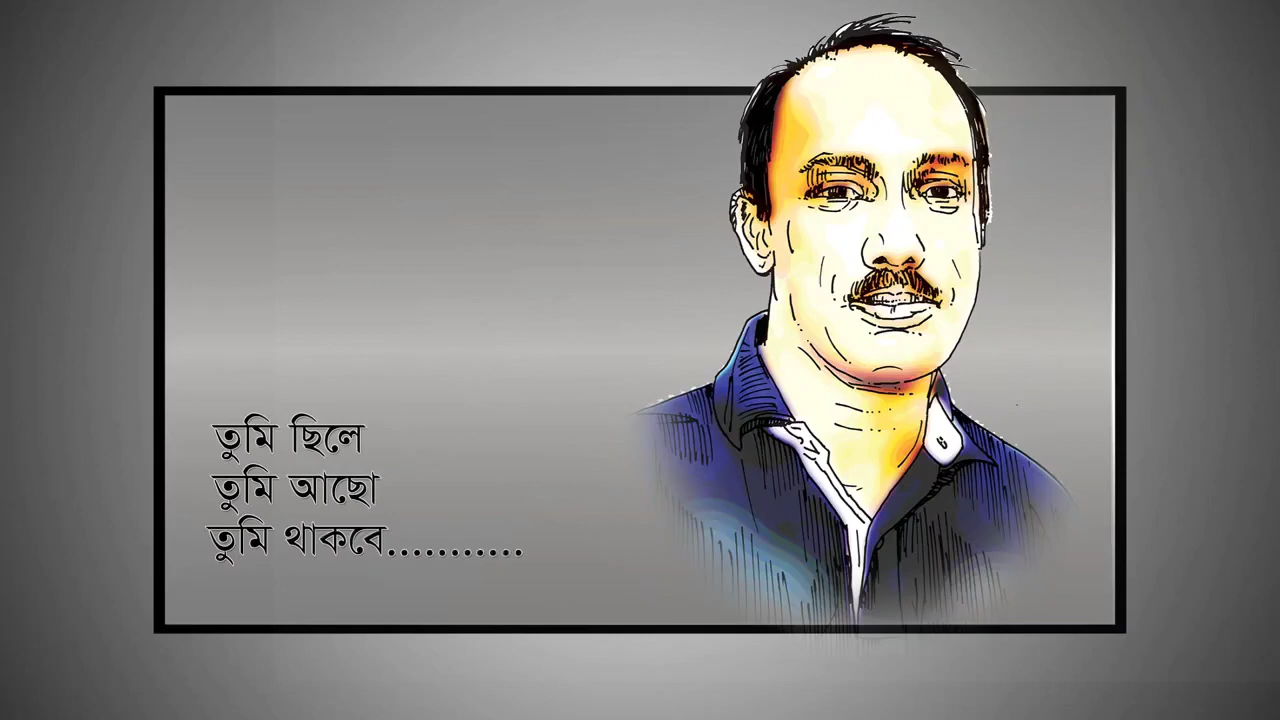 তুমি ছিলে
তুমি আছো
তুমি থাকবে...........